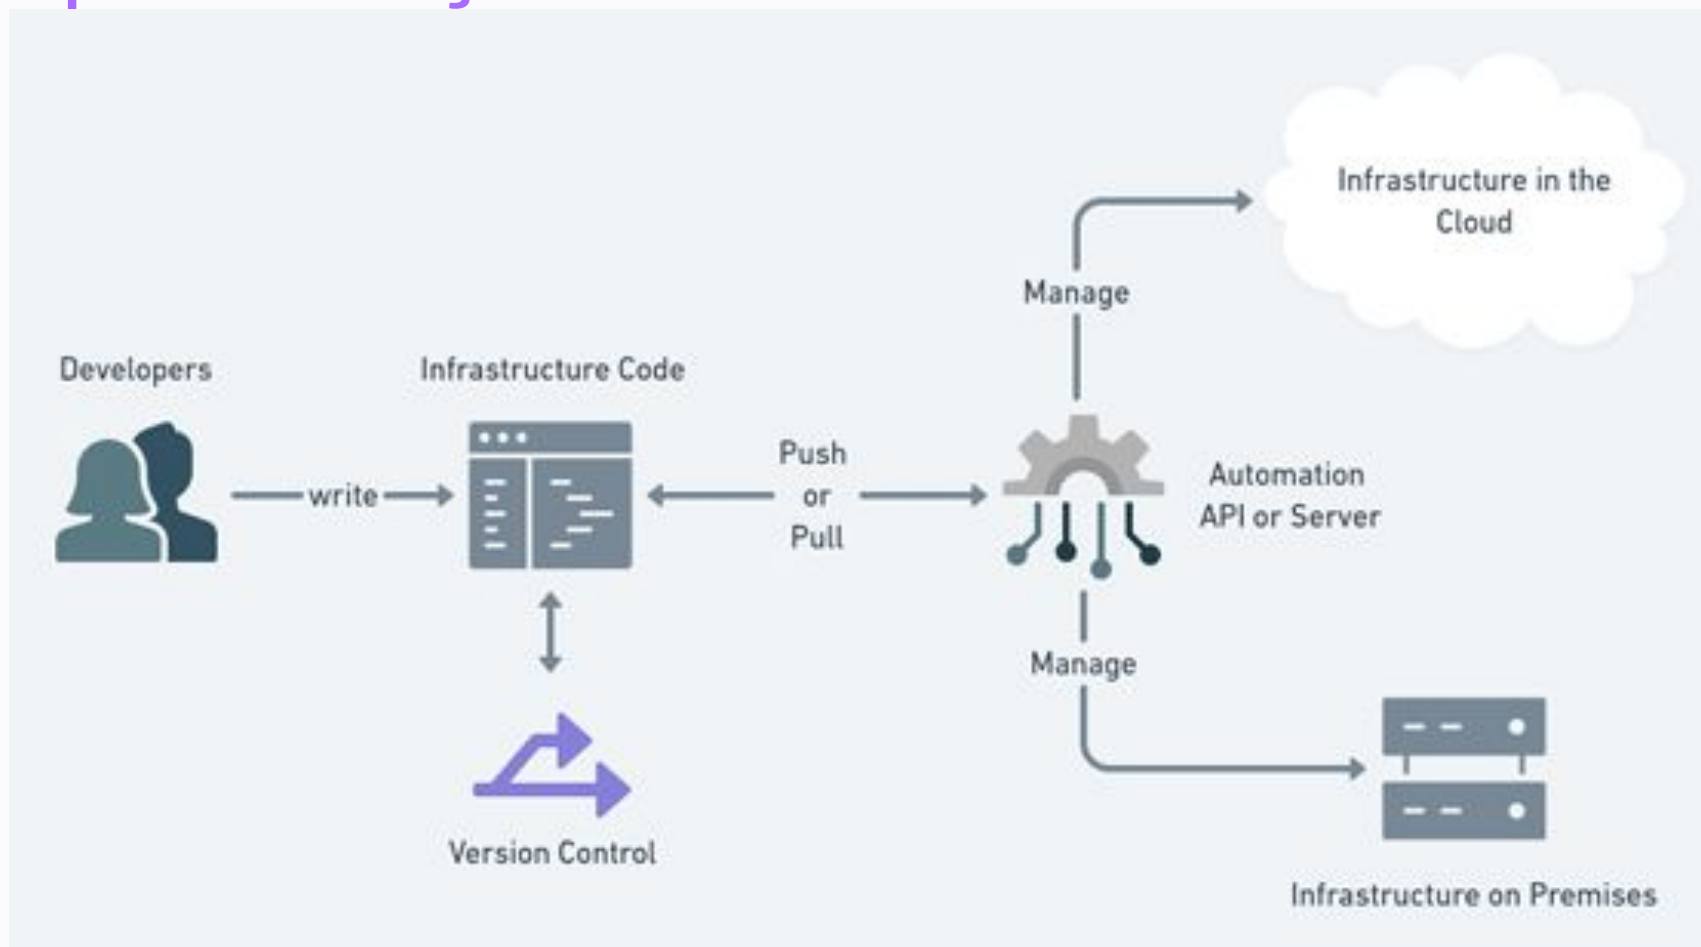 Infrastructure in the
Cloud
Manage
Developers
Infrastructure Code
write
Push
or
Pull
Automation
API or Server
Manage
Version Control
Infrastructure on Premises